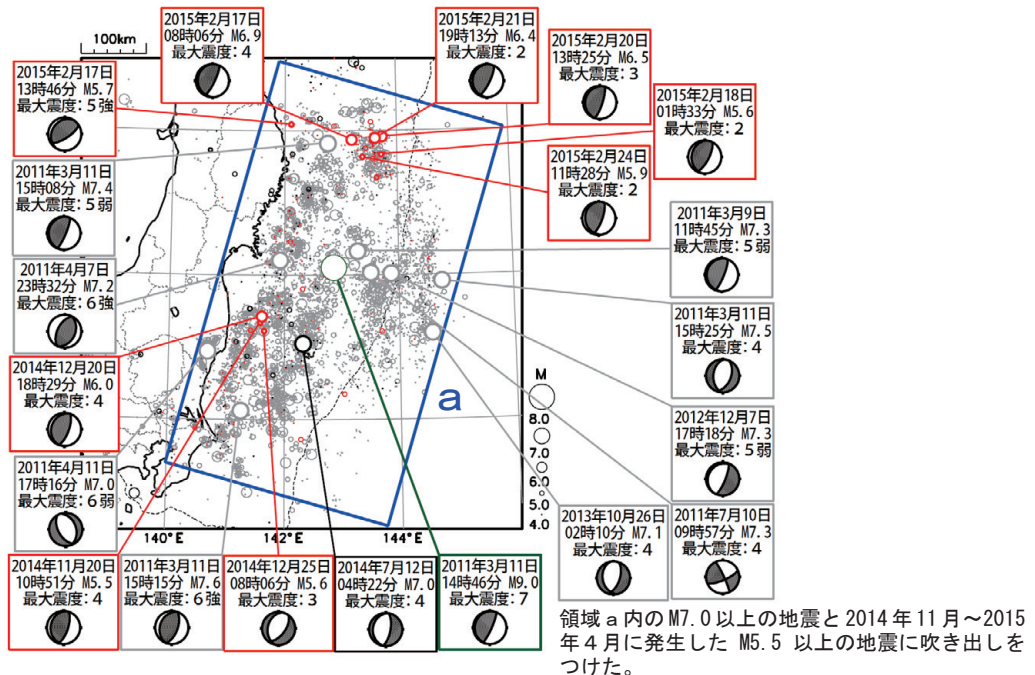 100km
2015年2月17日
08時06分 M6.9
最大震度：4
2015年2月21日
19時13分 M6.4
最大震度：2
2015年2月20日
13時25分 M6.5
最大震度：3
2015年2月17日
13時46分 M5.7
最大震度：5強
2015年2月18日
01時33分 M5.6
最大震度：2
2015年2月24日
11時28分 M5.9
最大震度：2
2011年3月11日
15時08分 M7.4
最大震度：5弱
2011年3月9日
11時45分 M7.3
最大震度：5弱
2011年4月7日
23時32分 M7.2
最大震度：6強
2011年3月11日
15時25分 M7.5
最大震度：4
2014年12月20日
18時29分 M6.0
最大震度：4
a
M
8.0
7.0
6.0
5.0
4.0
2012年12月7日
17時18分 M7.3
最大震度：5弱
2011年4月11日
17時16分 M7.0
最大震度：6弱
2013年10月26日
02時10分 M7.1
最大震度：4
2011年7月10日
09時57分 M7.3
最大震度：4
140°E
142°E
144°E
2014年11月20日
10時51分 M5.5
最大震度：4
2011年3月11日
15時15分 M7.6
最大震度：6強
2014年12月25日
08時06分 M5.6
最大震度：3
2014年7月12日
04時22分 M7.0
最大震度：4
2011年3月11日
14時46分 M9.0
最大震度：7
領域a内のM7.0以上の地震と2014年11月～2015
年4月に発生した M5.5 以上の地震に吹き出しを
つけた。